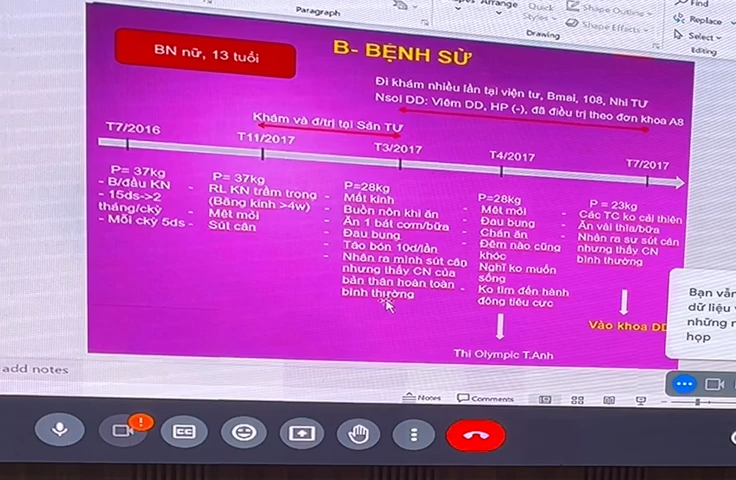 Paragraph
Arrange
Quick
Styles
Drawing
Shape Outline
Shape Effects
Find
Replace
Select
Editing
BN nữ, 13 tuổi
B- BỆNH SỬ
Đi khám nhiều lần tại viện tư, Bmai, 108, Nhi TƯ
Nsoi DD: Viêm DD, HP (-), đã điều trị theo đơn khoa A8
Khám và đ/trị tại Sản TƯ
T7/2016
T11/2017
T3/2017
T4/2017
T7/2017
P= 37kg
- B/đầu KN
- 15ds->2
tháng/ckỳ
- Mỗi ckỳ 5ds
P= 37kg
- RL KN trầm trọng
(Băng kinh >4w)
- Mệt mỏi
- Sút cân
P=28kg
- Mất kinh
- Buồn nôn khi ăn
- Ăn 1 bát cơm/bữa
- Đau bụng
- Táo bón 10d/lần
- Nhận ra mình sút cân
nhưng thấy CN của
bản thân hoàn toàn
bình thường
P=28kg
- Mệt mỏi
- Đau bụng
- Chán ăn
- Đêm nào cũng
khóc
- Nghĩ ko muốn
sống
- Ko tìm đến hành
động tiêu cực
Thi Olympic T.Anh
P = 23kg
- Các TC ko cải thiện
- Ăn vài thìa/bữa
- Nhận ra sự sút cân
nhưng thấy CN
bình thường
Vào khoa DD
Bạn vẫn
dữ liệu
những
họp
add notes
Notes
Comments
CC